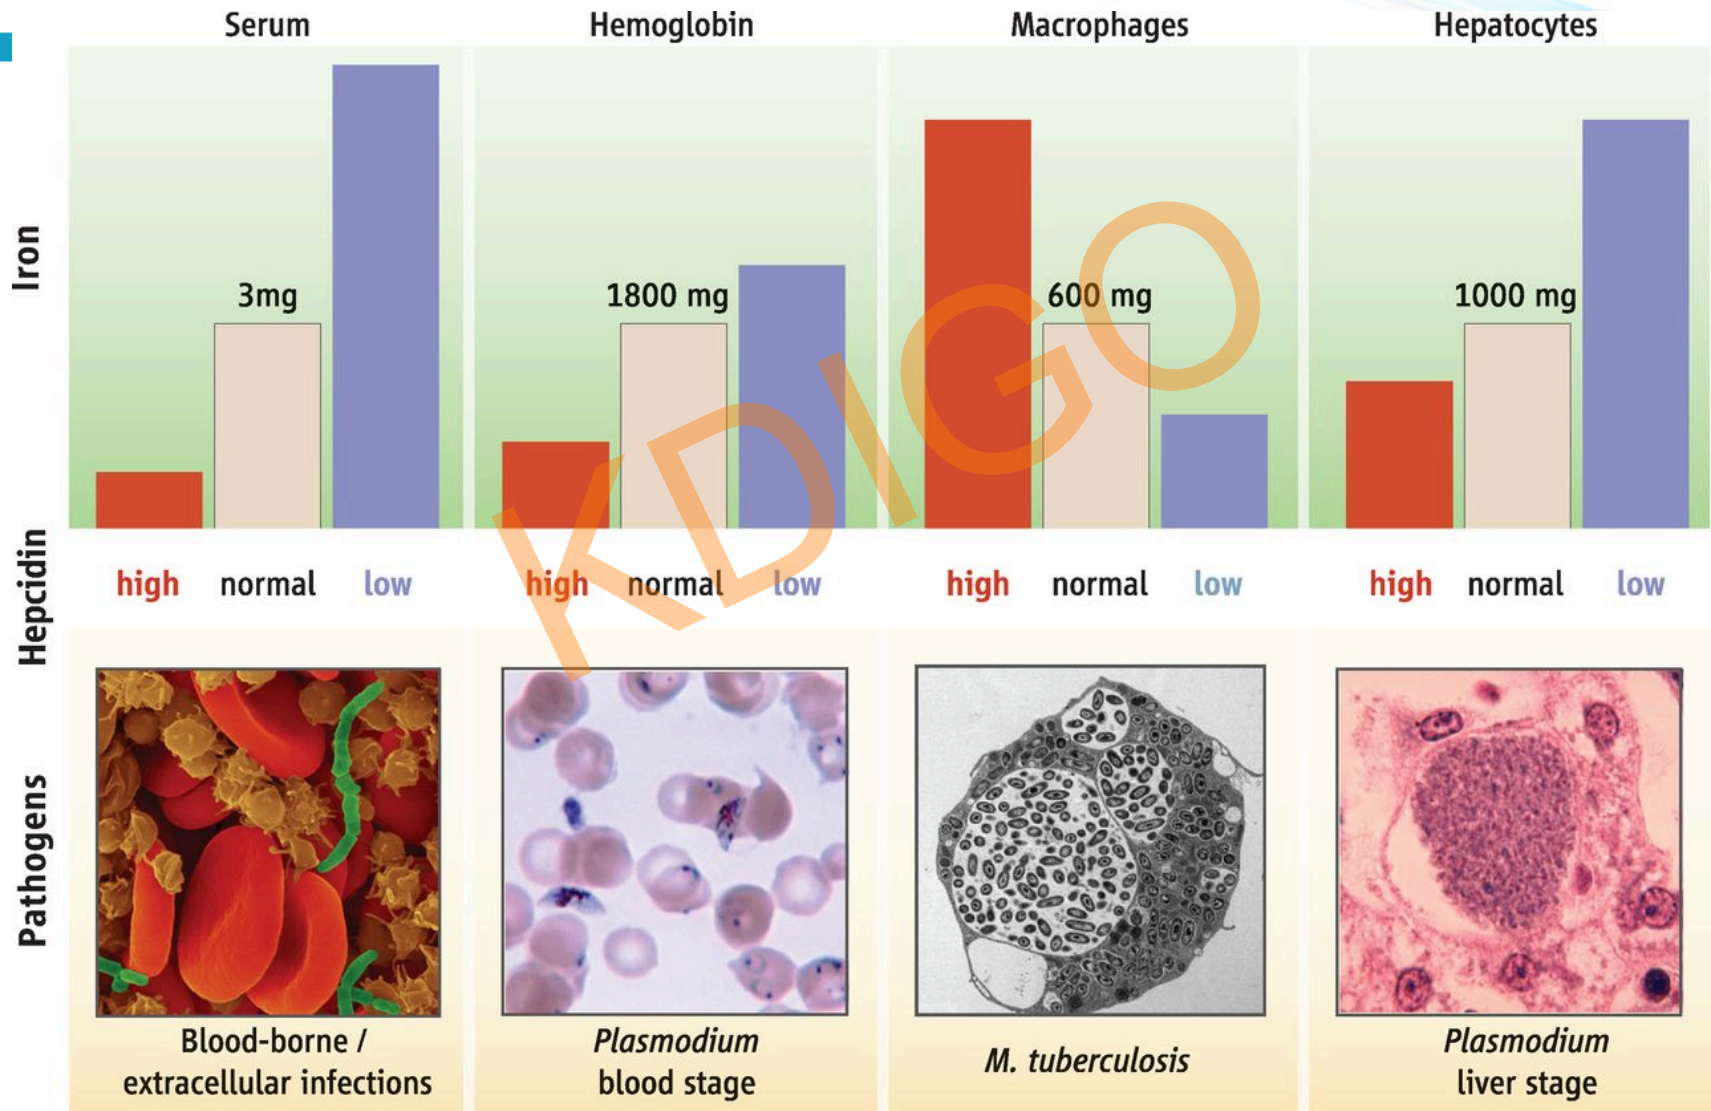 Serum
Hemoglobin
Macrophages
Hepatocytes
Iron
3mg
1800 mg
600 mg
1000 mg
Hepcidin
high normal low
high normal low
high normal low
high normal low
KDIGO
Pathogens
Blood-borne /
extracellular infections
Plasmodium
blood stage
M. tuberculosis
Plasmodium
liver stage